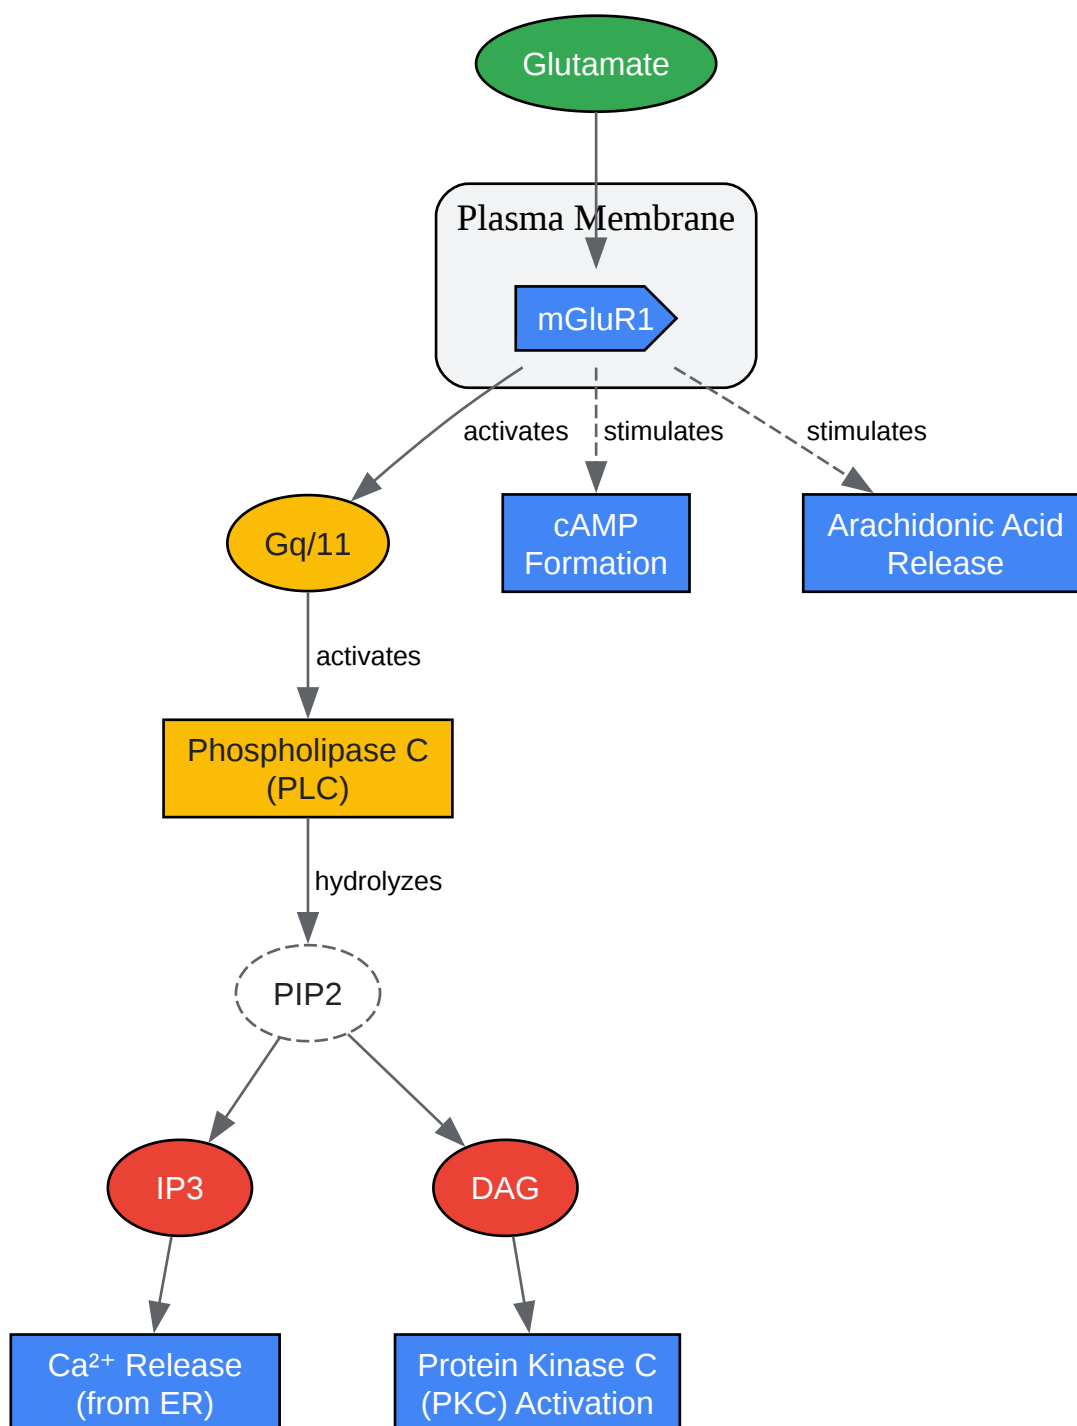 Glutamate
Plasma Membrane
mGluR1
activates
stimulates
stimulates
Gq/11
cAMP
Formation
Arachidonic Acid
Release
activates
Phospholipase C
(PLC)
hydrolyzes
PIP2
IP3
DAG
Ca²⁺ Release
(from ER)
Protein Kinase C
(PKC) Activation